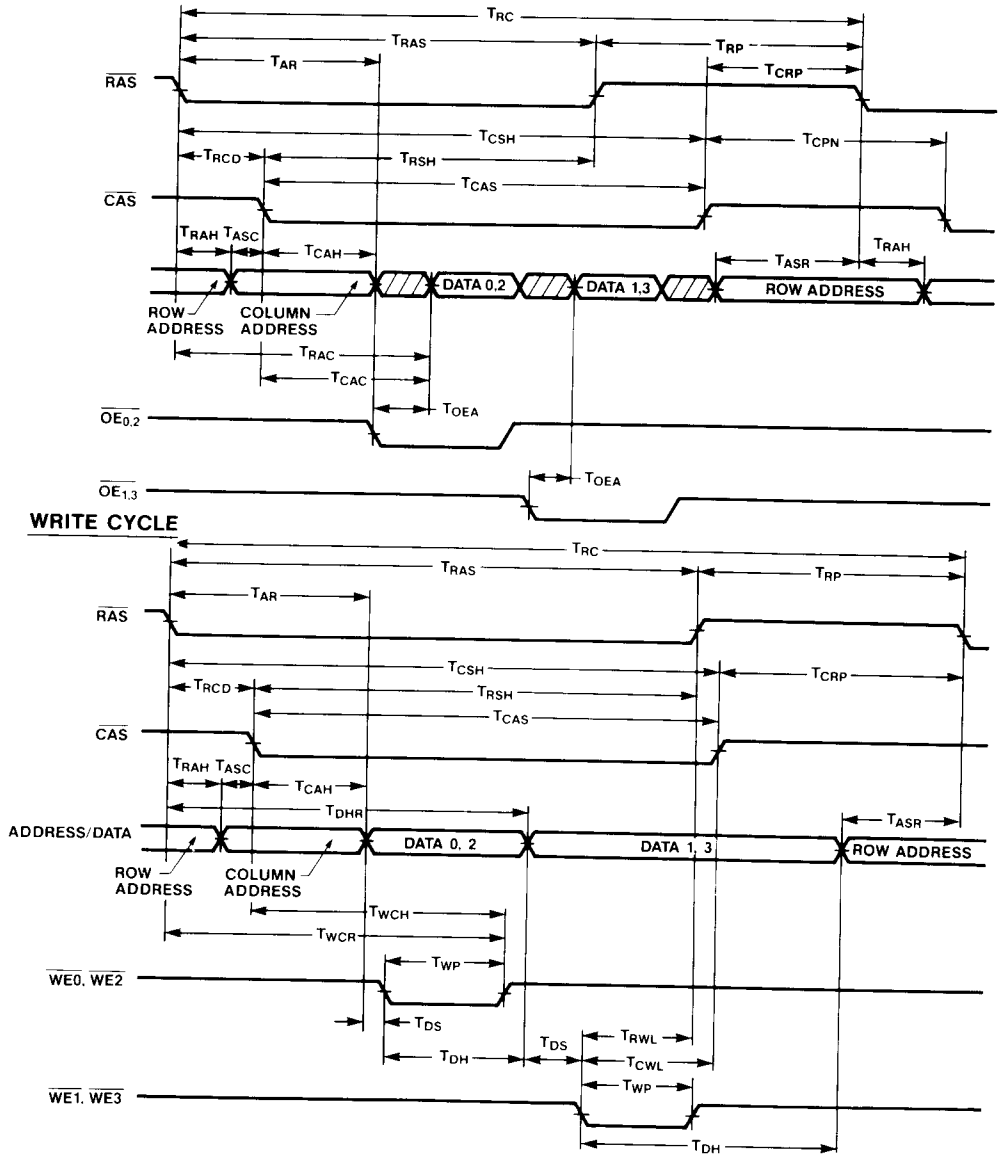 TRC
TRAS
TRP
TAR
TCRP
RAS
TCSH
TCPN
TRCD
TRSH
TCAS
CAS
TRAH TASC
TCAH
TASR
TRAH
DATA 0,2
DATA 1,3
ROW ADDRESS
ROW
ADDRESS
COLUMN
ADDRESS
TRAC
TCAC
TOEA
OE0,2
TOEA
OE1,3
WRITE CYCLE
TRC
TRAS
TRP
TAR
RAS
TCSH
TCRP
TRCD
TRSH
TCAS
CAS
TRAH TASC
TCAH
TDHR
TASR
ADDRESS/DATA
DATA 0, 2
DATA 1, 3
ROW ADDRESS
ROW
ADDRESS
COLUMN
ADDRESS
TWCH
TWCR
TWP
WE0, WE2
TDS
TDS
TRWL
TDH
TCWL
TWP
WE1, WE3
TDH